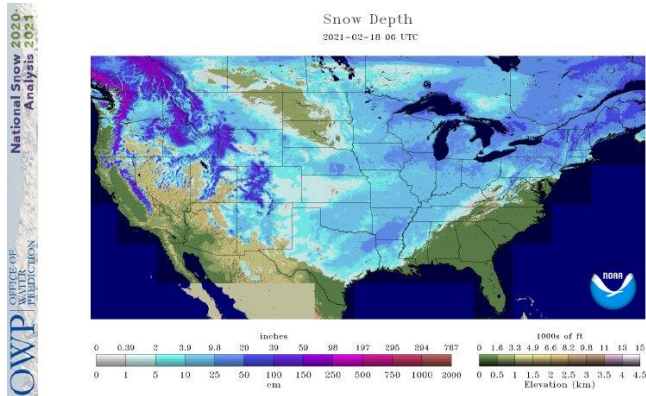 National Snow 2020-
Analysis 2021
OWP
OFFICE OF
WATER
PREDICTION
Snow Depth
2021-02-18 06 UTC
NOAA
inches
0 0.39 2 3.9 9.8 20 39 59 98 197 295 394 787
0 1 5 10 25 50 100 150 250 500 750 1000 2000
cm
1000s of ft
0 1.6 3.3 4.9 6.6 8.2 9.8 11 13 15
0 0.5 1 1.5 2 2.5 3 3.5 4 4.5
Elevation (km)